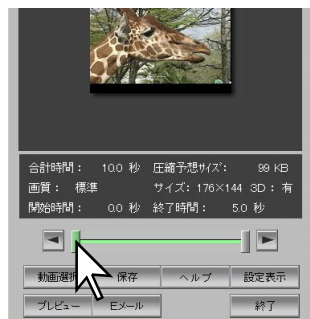 合計時間： 10.0 秒 圧縮予想ｻｲｽﾞ： 99 KB
画質： 標準 サイズ：176×144 3D：有
開始時間： 0.0 秒 終了時間： 5.0 秒
動画選択 保存 ヘルプ 設定表示
プレビュー Eメール 終了